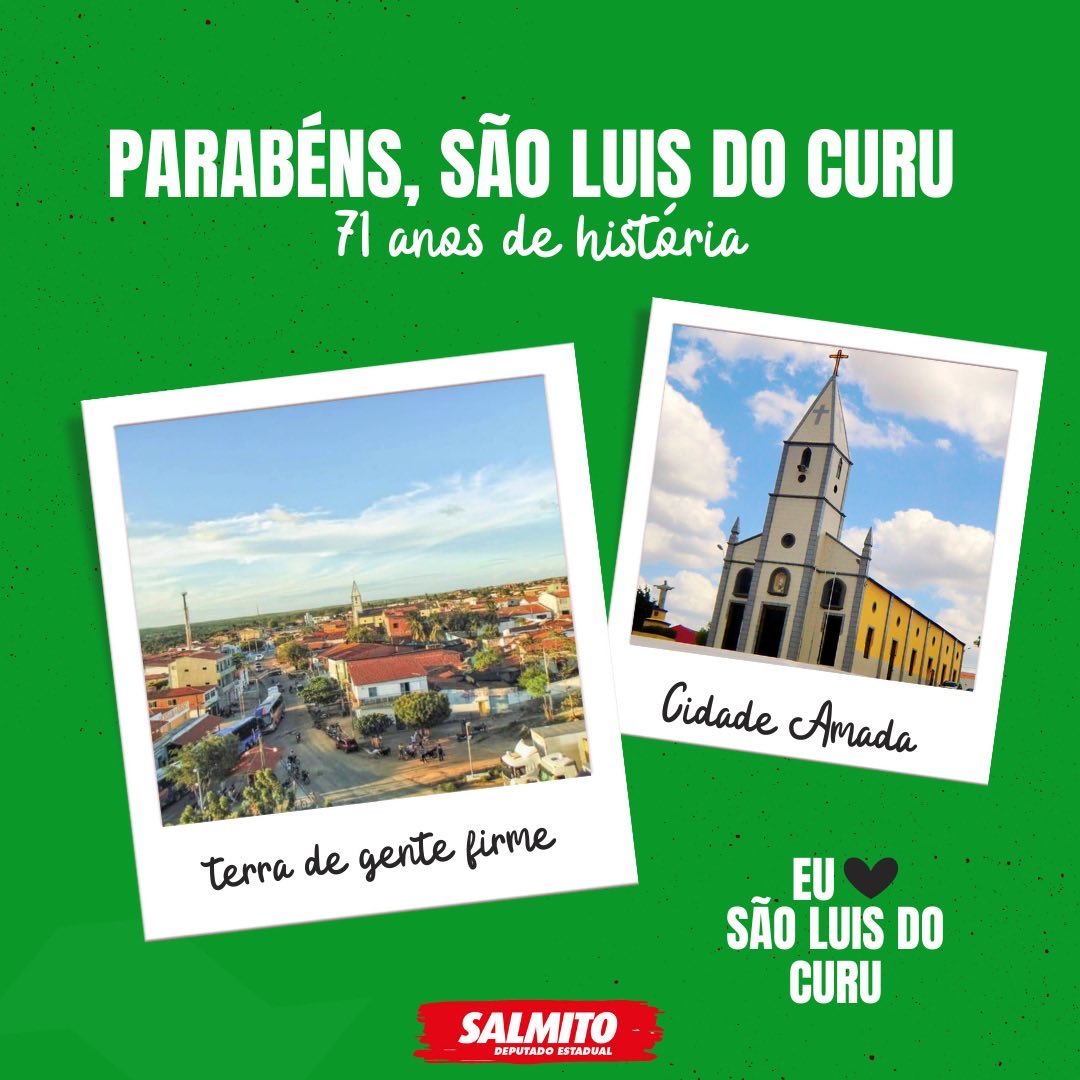 PARABÉNS, SÃO LUIS DO CURU
71 anos de história
terra de gente firme
Cidade Amada
EU
SÃO LUIS DO
CURU
SALMITO
DEPUTADO ESTADUAL